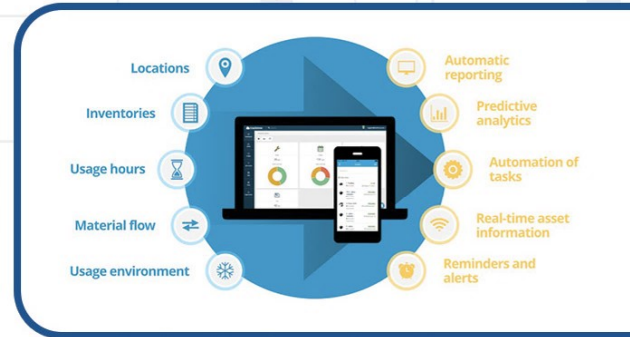 Locations
Inventories
Usage hours
Material flow
Usage environment
Automatic
reporting
Predictive
analytics
Automation of
tasks
Real-time asset
information
Reminders and
alerts